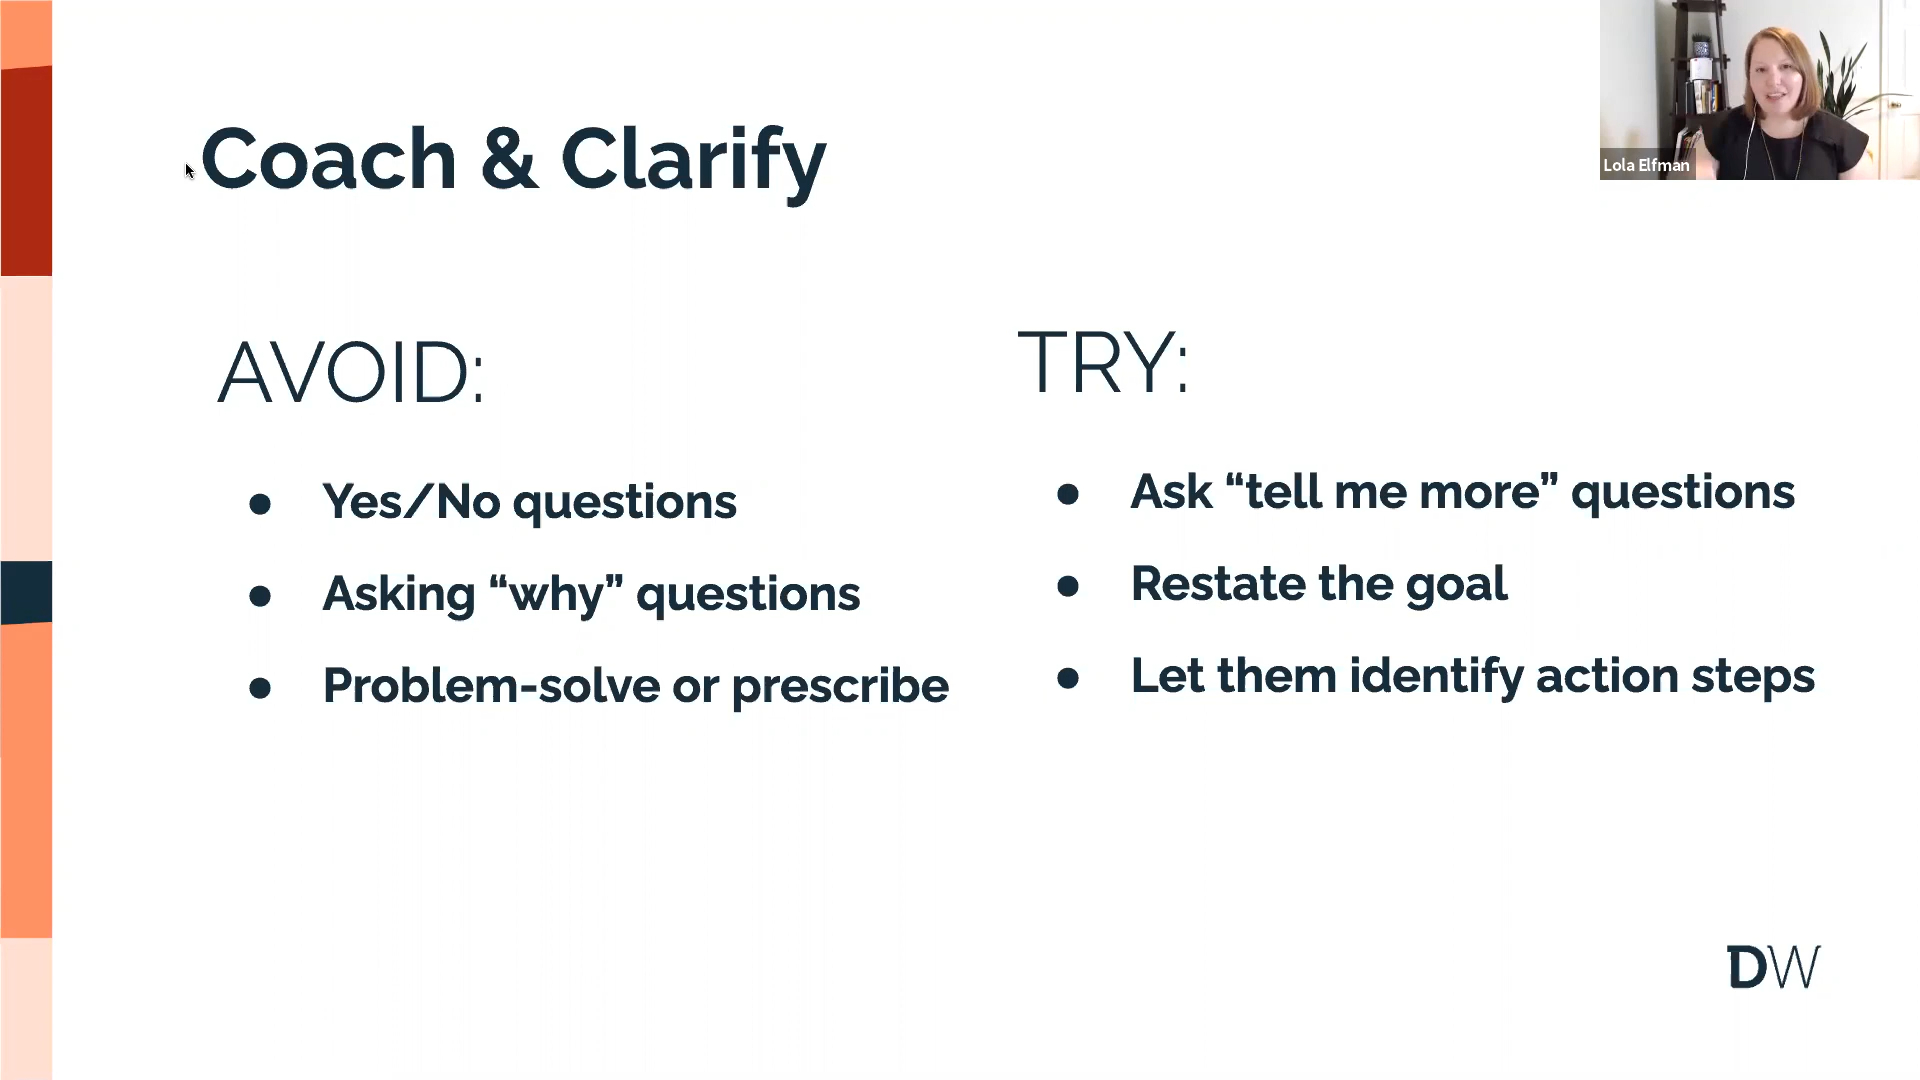 Lola Elfman
Coach & Clarify
AVOID:
● Yes/No questions
● Asking “why” questions
● Problem-solve or prescribe
TRY:
● Ask “tell me more” questions
● Restate the goal
● Let them identify action steps
DW